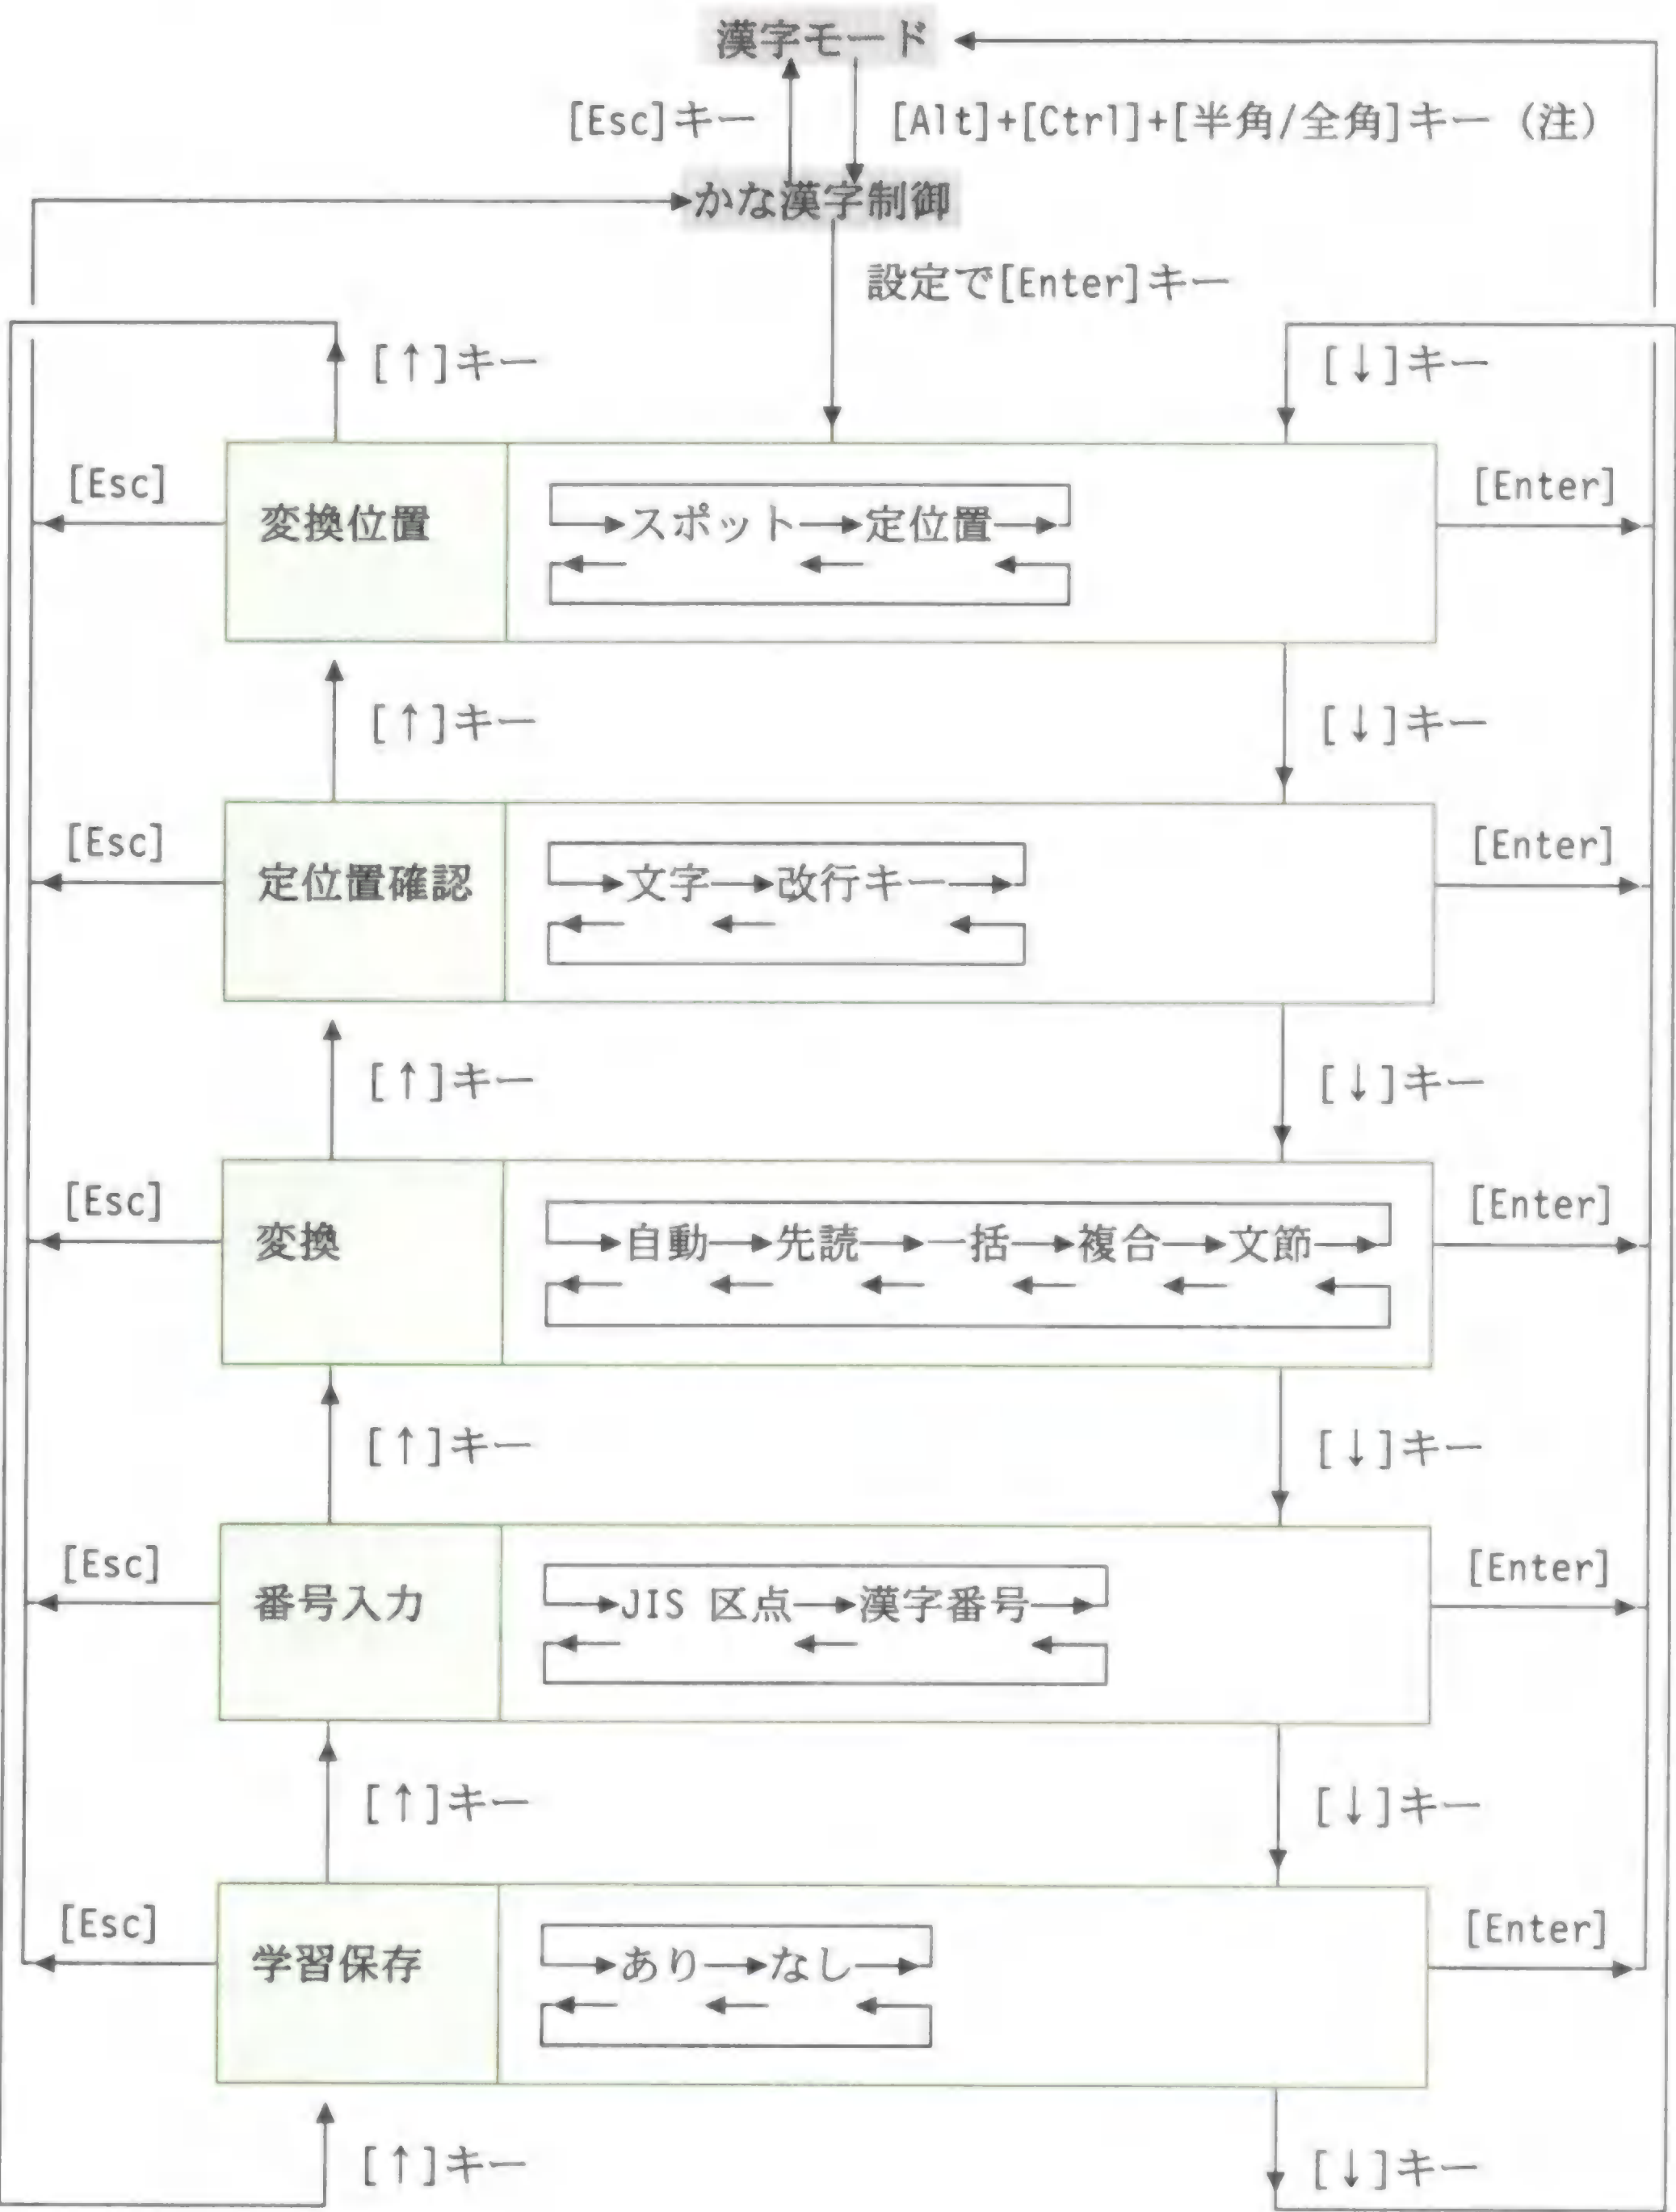 漢字モード
[Esc]キー [Alt]+[Ctrl]+[半角/全角]キー（注）
かな漢字制御
設定で[Enter]キー
[↑]キー [↓]キー
[Esc] 変換位置 スポット 定位置 [Enter]
[↑]キー [↓]キー
[Esc] 定位置確認 文字 改行キー [Enter]
[↑]キー [↓]キー
[Esc] 変換 自動 先読 一括 複合 文節 [Enter]
[↑]キー [↓]キー
[Esc] 番号入力 JIS 区点 漢字番号 [Enter]
[↑]キー [↓]キー
[Esc] 学習保存 あり なし [Enter]
[↑]キー [↓]キー